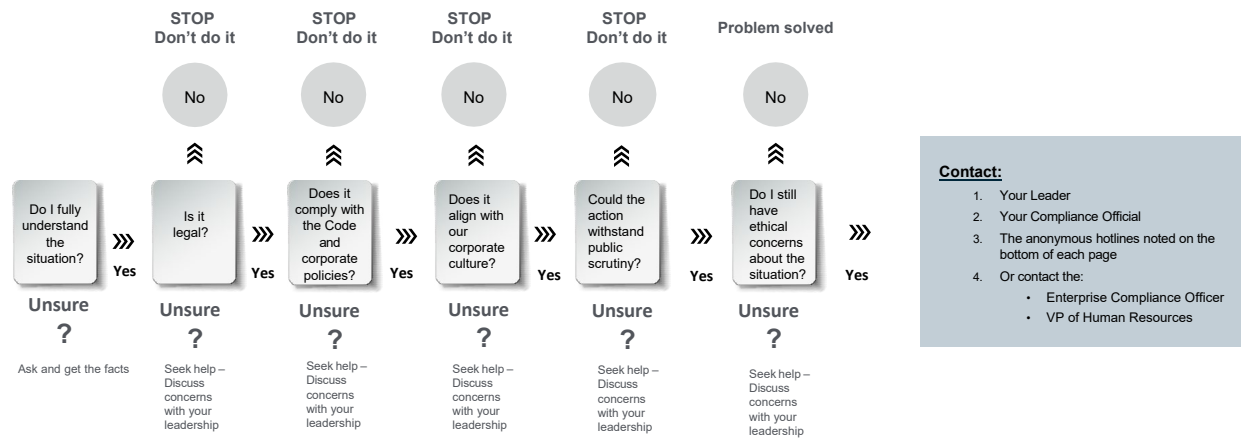 STOP
Don’t do it
No
STOP
Don’t do it
No
STOP
Don’t do it
No
STOP
Don’t do it
No
Problem solved
No
Do I fully
understand
the
situation?
Yes
Is it
legal?
Yes
Does it
comply with
the Code
and
corporate
policies?
Yes
Does it
align with
our
corporate
culture?
Yes
Could the
action
withstand
public
scrutiny?
Yes
Do I still
have
ethical
concerns
about the
situation?
Yes
Unsure
?
Ask and get the facts
Unsure
?
Seek help –
Discuss
concerns
with your
leadership
Unsure
?
Seek help –
Discuss
concerns
with your
leadership
Unsure
?
Seek help –
Discuss
concerns
with your
leadership
Unsure
?
Seek help –
Discuss
concerns
with your
leadership
Unsure
?
Seek help –
Discuss
concerns
with your
leadership
Contact:
1. Your Leader
2. Your Compliance Official
3. The anonymous hotlines noted on the
bottom of each page
4. Or contact the:
• Enterprise Compliance Officer
• VP of Human Resources